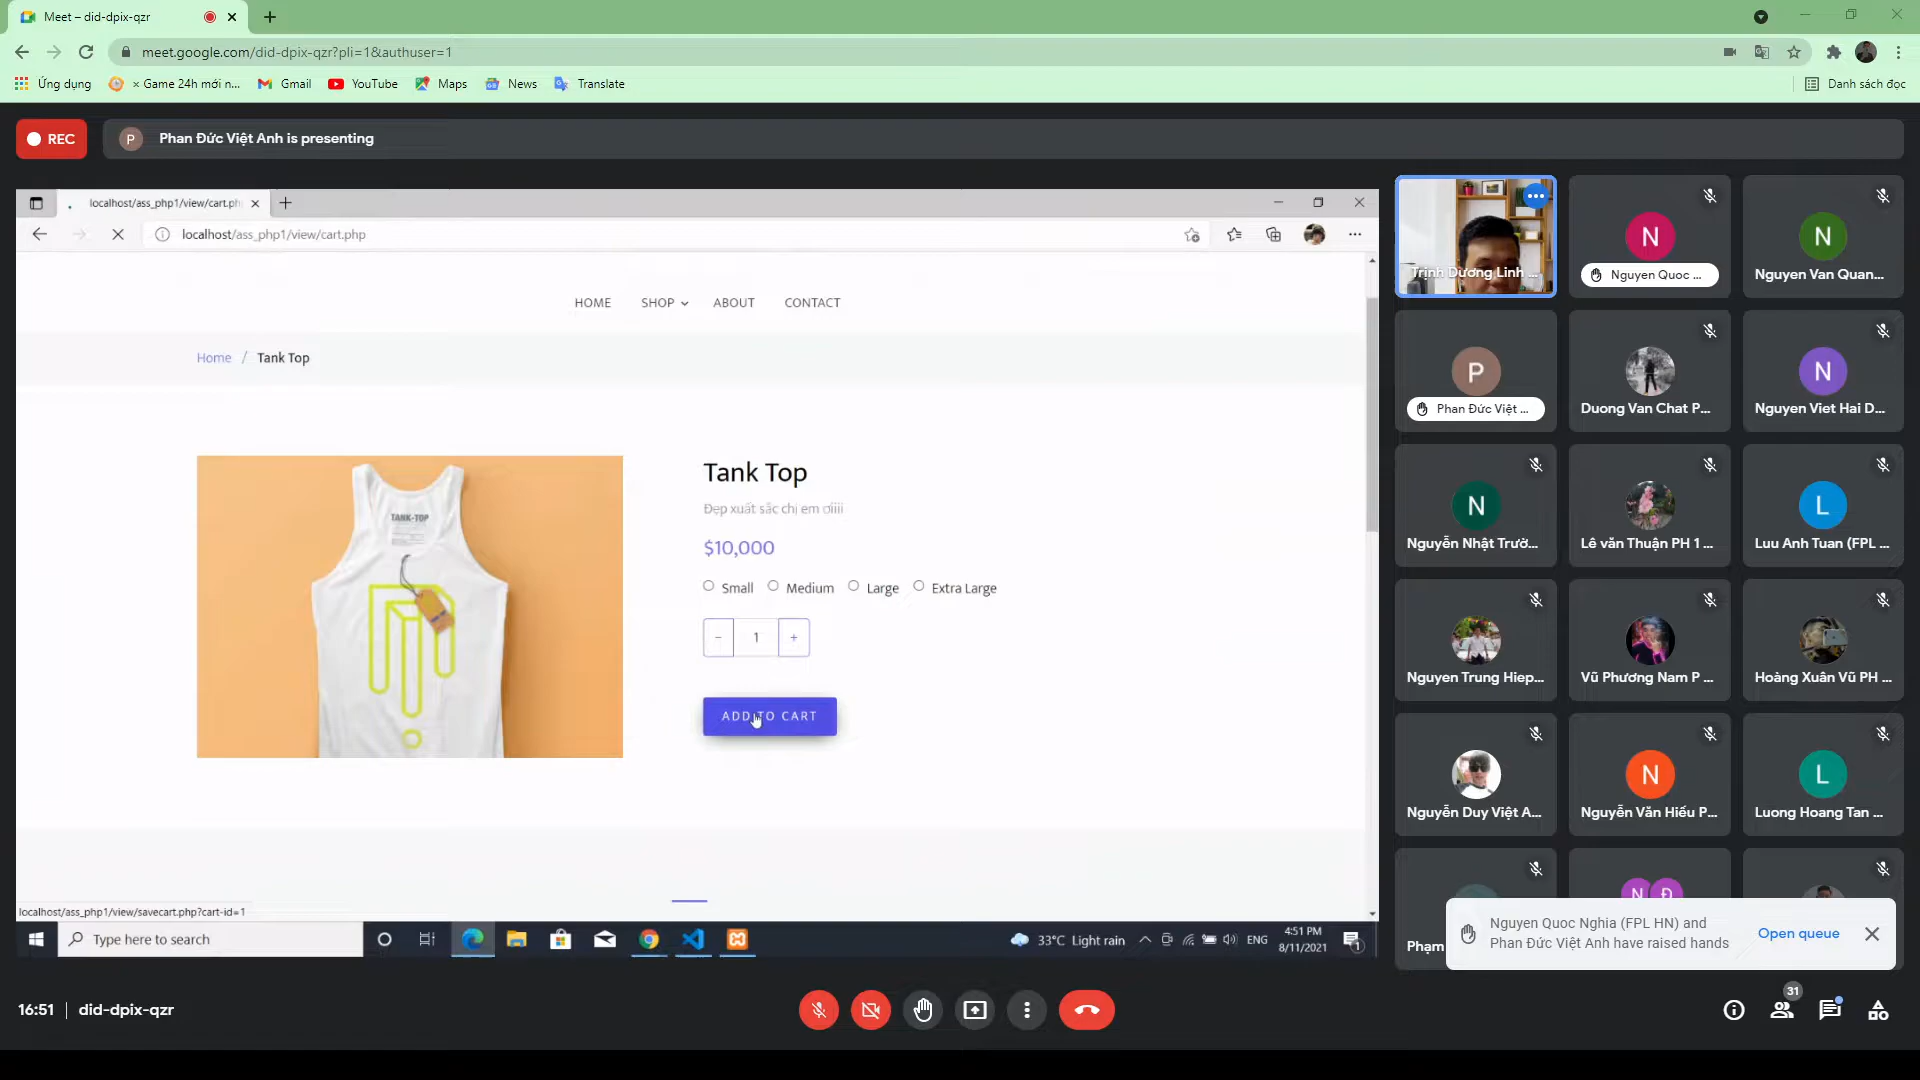 Meet – did-dpix-qzr
meet.google.com/did-dpix-qzr?pli=1&authuser=1
Ứng dụng
× Game 24h mới n...
Gmail
YouTube
Maps
News
Translate
Danh sách đọc
REC
P
Phan Đức Việt Anh is presenting
localhost/ass_php1/view/cart.ph
localhost/ass_php1/view/cart.php
HOME
SHOP
ABOUT
CONTACT
Home / Tank Top
TANK-TOP
Tank Top
Đẹp xuất sắc chị em ơiiii
$10,000
Small
Medium
Large
Extra Large
− 1 +
ADD TO CART
localhost/ass_php1/view/savecart.php?cart-id=1
Type here to search
33°C Light rain
ENG
4:51 PM
8/11/2021
1
Trịnh Dương Linh ...
N
Nguyen Quoc ...
N
Nguyen Van Quan...
P
Phan Đức Việt ...
Duong Van Chat P...
N
Nguyen Viet Hai D...
N
Nguyễn Nhật Trườ...
Lê văn Thuận PH 1 ...
L
Luu Anh Tuan (FPL ...
Nguyen Trung Hiep...
Vũ Phương Nam P ...
Hoàng Xuân Vũ PH ...
Nguyễn Duy Việt A...
N
Nguyễn Văn Hiếu P...
L
Luong Hoang Tan ...
Phạm
N Đ
Nguyen Quoc Nghia (FPL HN) and
Phan Đức Việt Anh have raised hands
Open queue
16:51
did-dpix-qzr
31